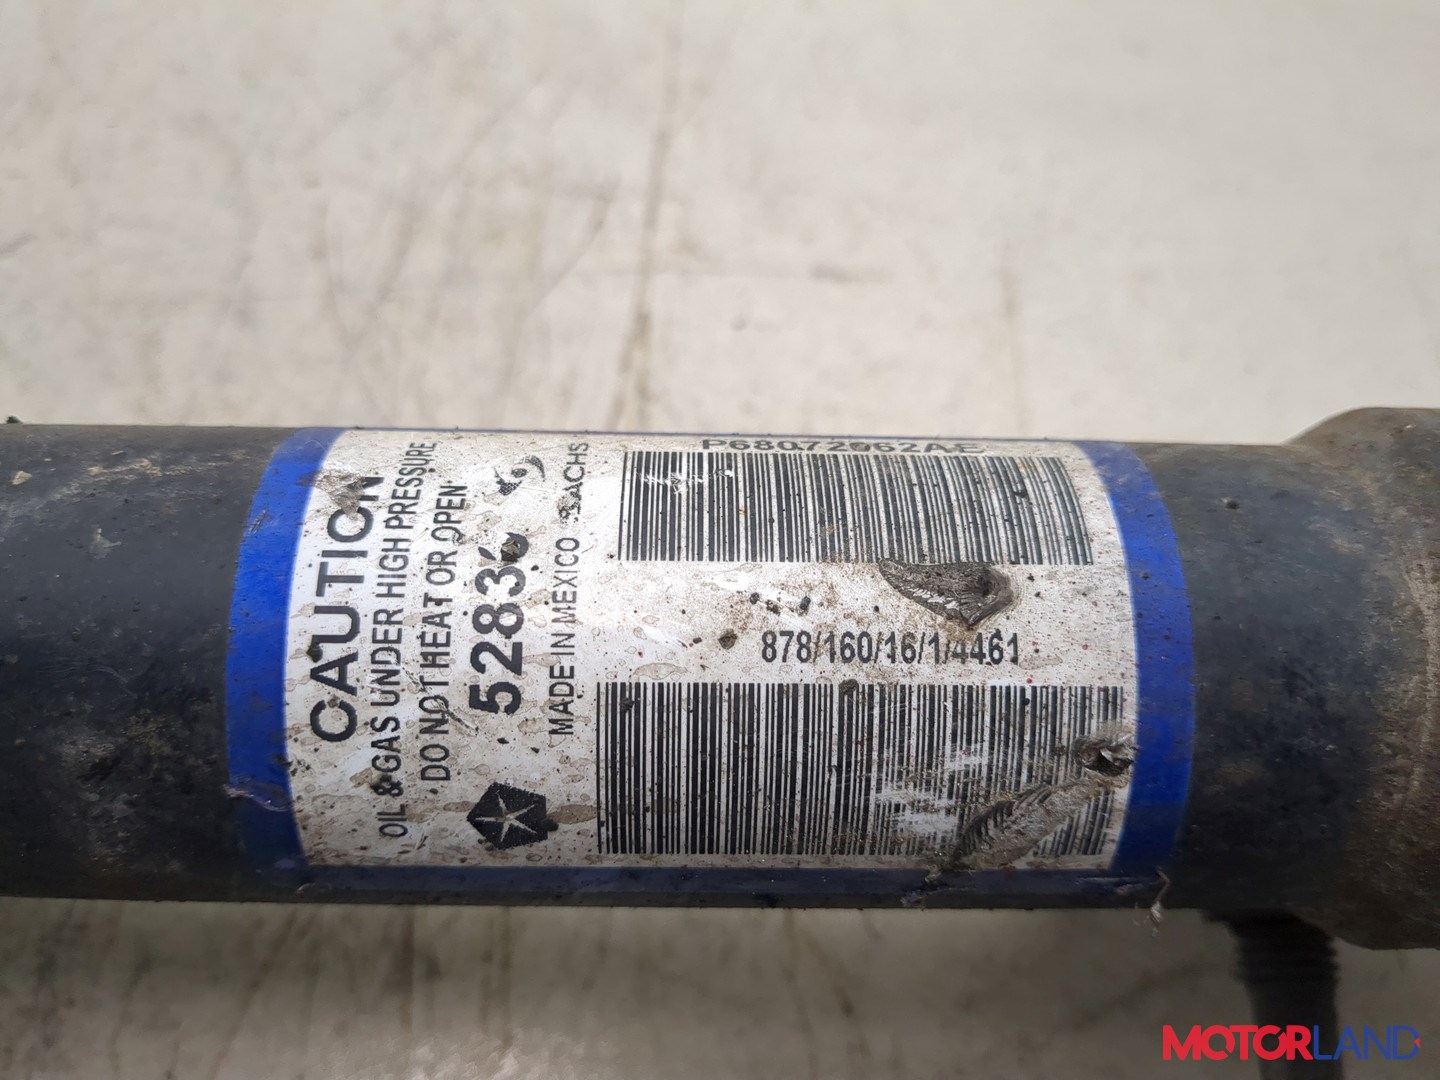 CAUTION
OIL & GAS UNDER HIGH PRESSURE
DO NOT HEAT OR OPEN
MADE IN MEXICO SACHS
P68072062AE
878/160/16/1/4461
MOTORLAND